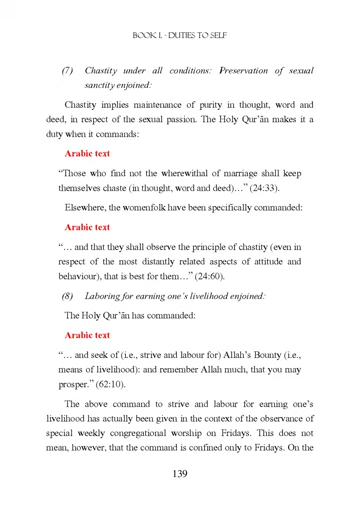 BOOK I. - DUTIES TO SELF
(7) Chastity under all conditions: Preservation of sexual
sanctity enjoined:
Chastity implies maintenance of purity in thought, word and
deed, in respect of the sexual passion. The Holy Qur’ān makes it a
duty when it commands:
Arabic text
“Those who find not the wherewithal of marriage shall keep
themselves chaste (in thought, word and deed)…” (24:33).
Elsewhere, the womenfolk have been specifically commanded:
Arabic text
“… and that they shall observe the principle of chastity (even in
respect of the most distantly related aspects of attitude and
behaviour), that is best for them…” (24:60).
(8) Laboring for earning one’s livelihood enjoined:
The Holy Qur’ān has commanded:
Arabic text
“… and seek of (i.e., strive and labour for) Allah’s Bounty (i.e.,
means of livelihood): and remember Allah much, that you may
prosper.” (62:10).
The above command to strive and labour for earning one’s
livelihood has actually been given in the context of the observance of
special weekly congregational worship on Fridays. This does not
mean, however, that the command is confined only to Fridays. On the
139